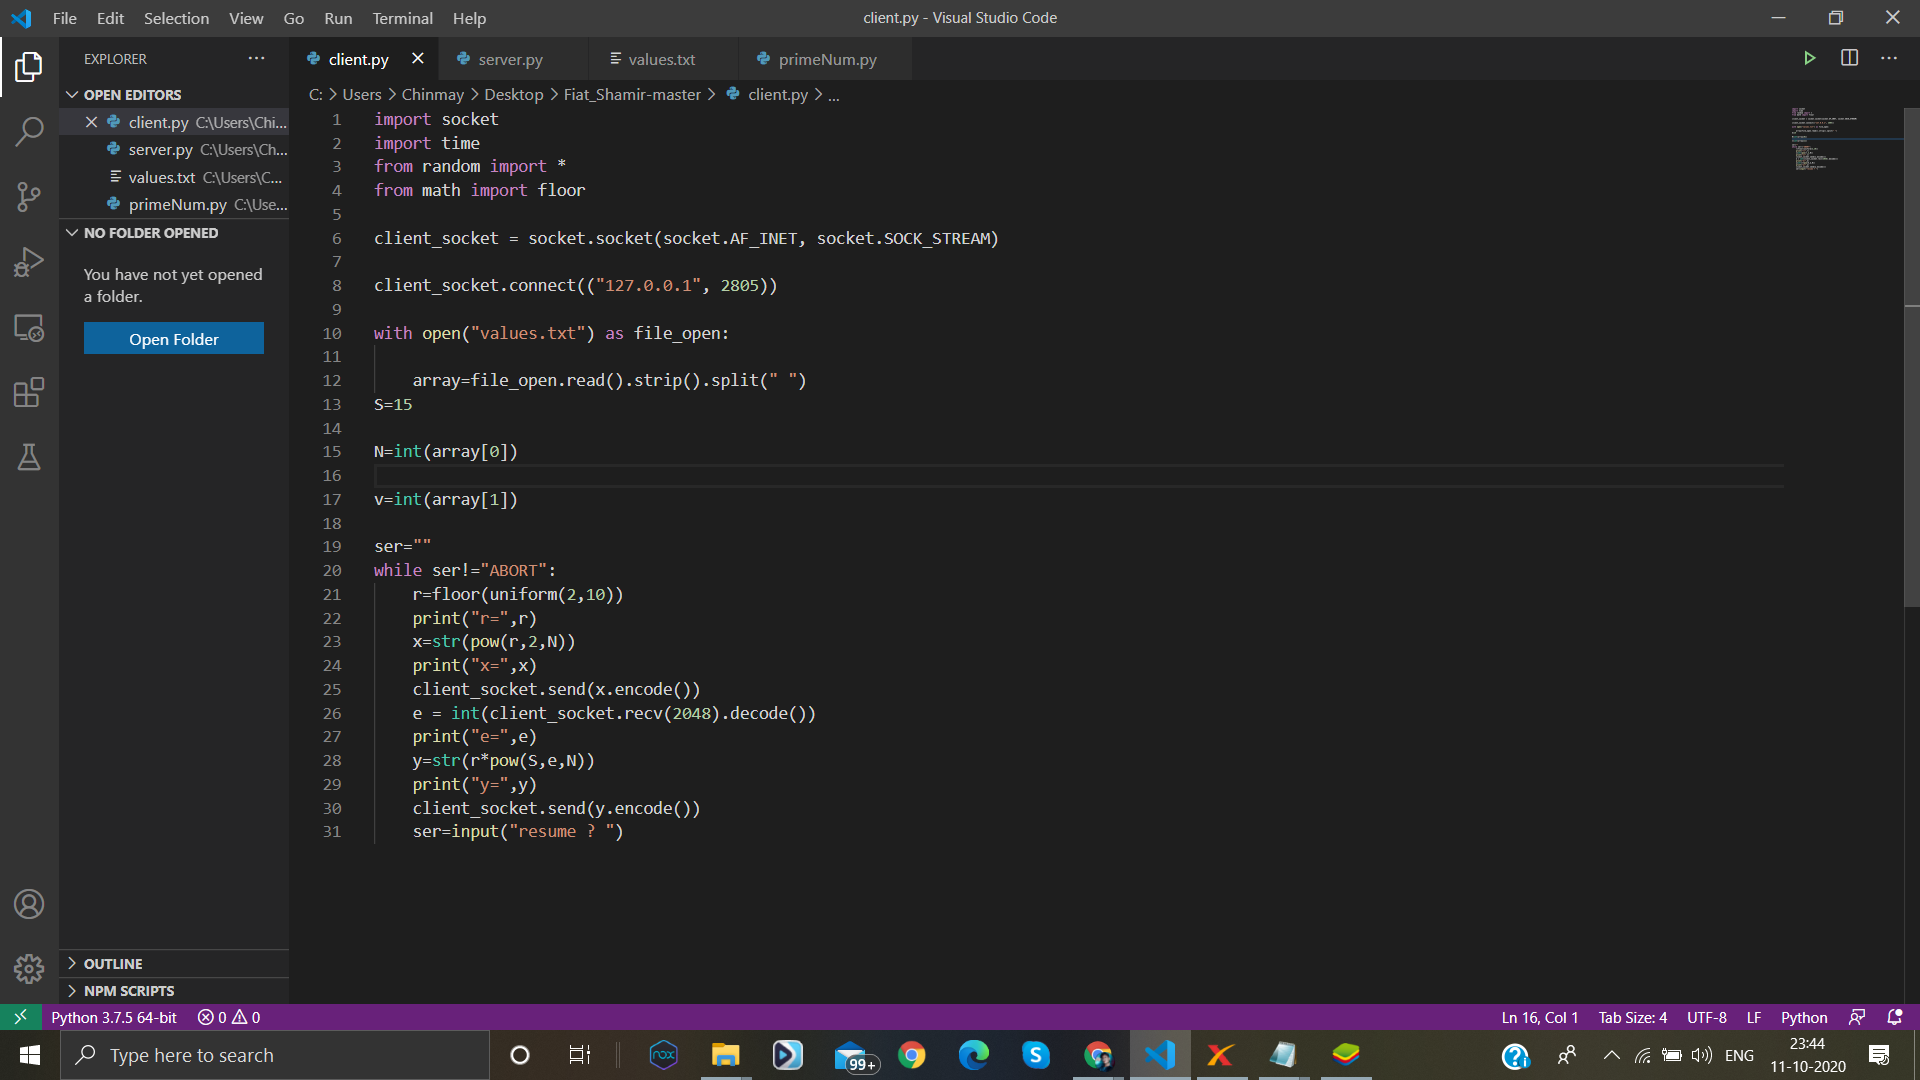 File Edit Selection View Go Run Terminal Help
client.py - Visual Studio Code
EXPLORER ...
client.py server.py values.txt primeNum.py
OPEN EDITORS
client.py C:\Users\Chi...
server.py C:\Users\Ch...
values.txt C:\Users\C...
primeNum.py C:\Use...
NO FOLDER OPENED
You have not yet opened
a folder.
Open Folder
OUTLINE
NPM SCRIPTS
C: > Users > Chinmay > Desktop > Fiat_Shamir-master > client.py > ...
1 import socket
2 import time
3 from random import *
4 from math import floor
5
6 client_socket = socket.socket(socket.AF_INET, socket.SOCK_STREAM)
7
8 client_socket.connect(("127.0.0.1", 2805))
9
10 with open("values.txt") as file_open:
11
12     array=file_open.read().strip().split(" ")
13 S=15
14
15 N=int(array[0])
16
17 v=int(array[1])
18
19 ser=""
20 while ser!="ABORT":
21     r=floor(uniform(2,10))
22     print("r=",r)
23     x=str(pow(r,2,N))
24     print("x=",x)
25     client_socket.send(x.encode())
26     e = int(client_socket.recv(2048).decode())
27     print("e=",e)
28     y=str(r*pow(S,e,N))
29     print("y=",y)
30     client_socket.send(y.encode())
31     ser=input("resume ? ")
Python 3.7.5 64-bit 0 0
Ln 16, Col 1 Tab Size: 4 UTF-8 LF Python
Type here to search
nox
99+
S
ENG
23:44
11-10-2020